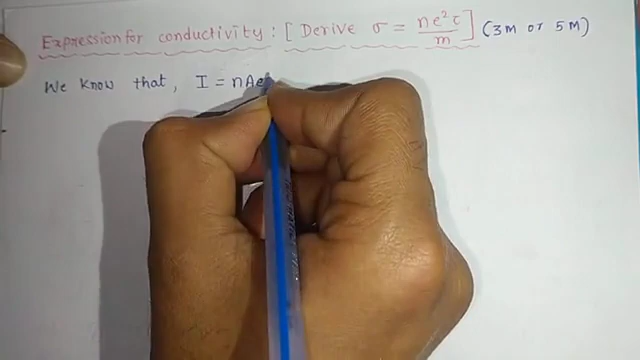 Expression for conductivity : [ Derive σ = ne²τ/m ] (3M or 5M)
We know that, I = nAe